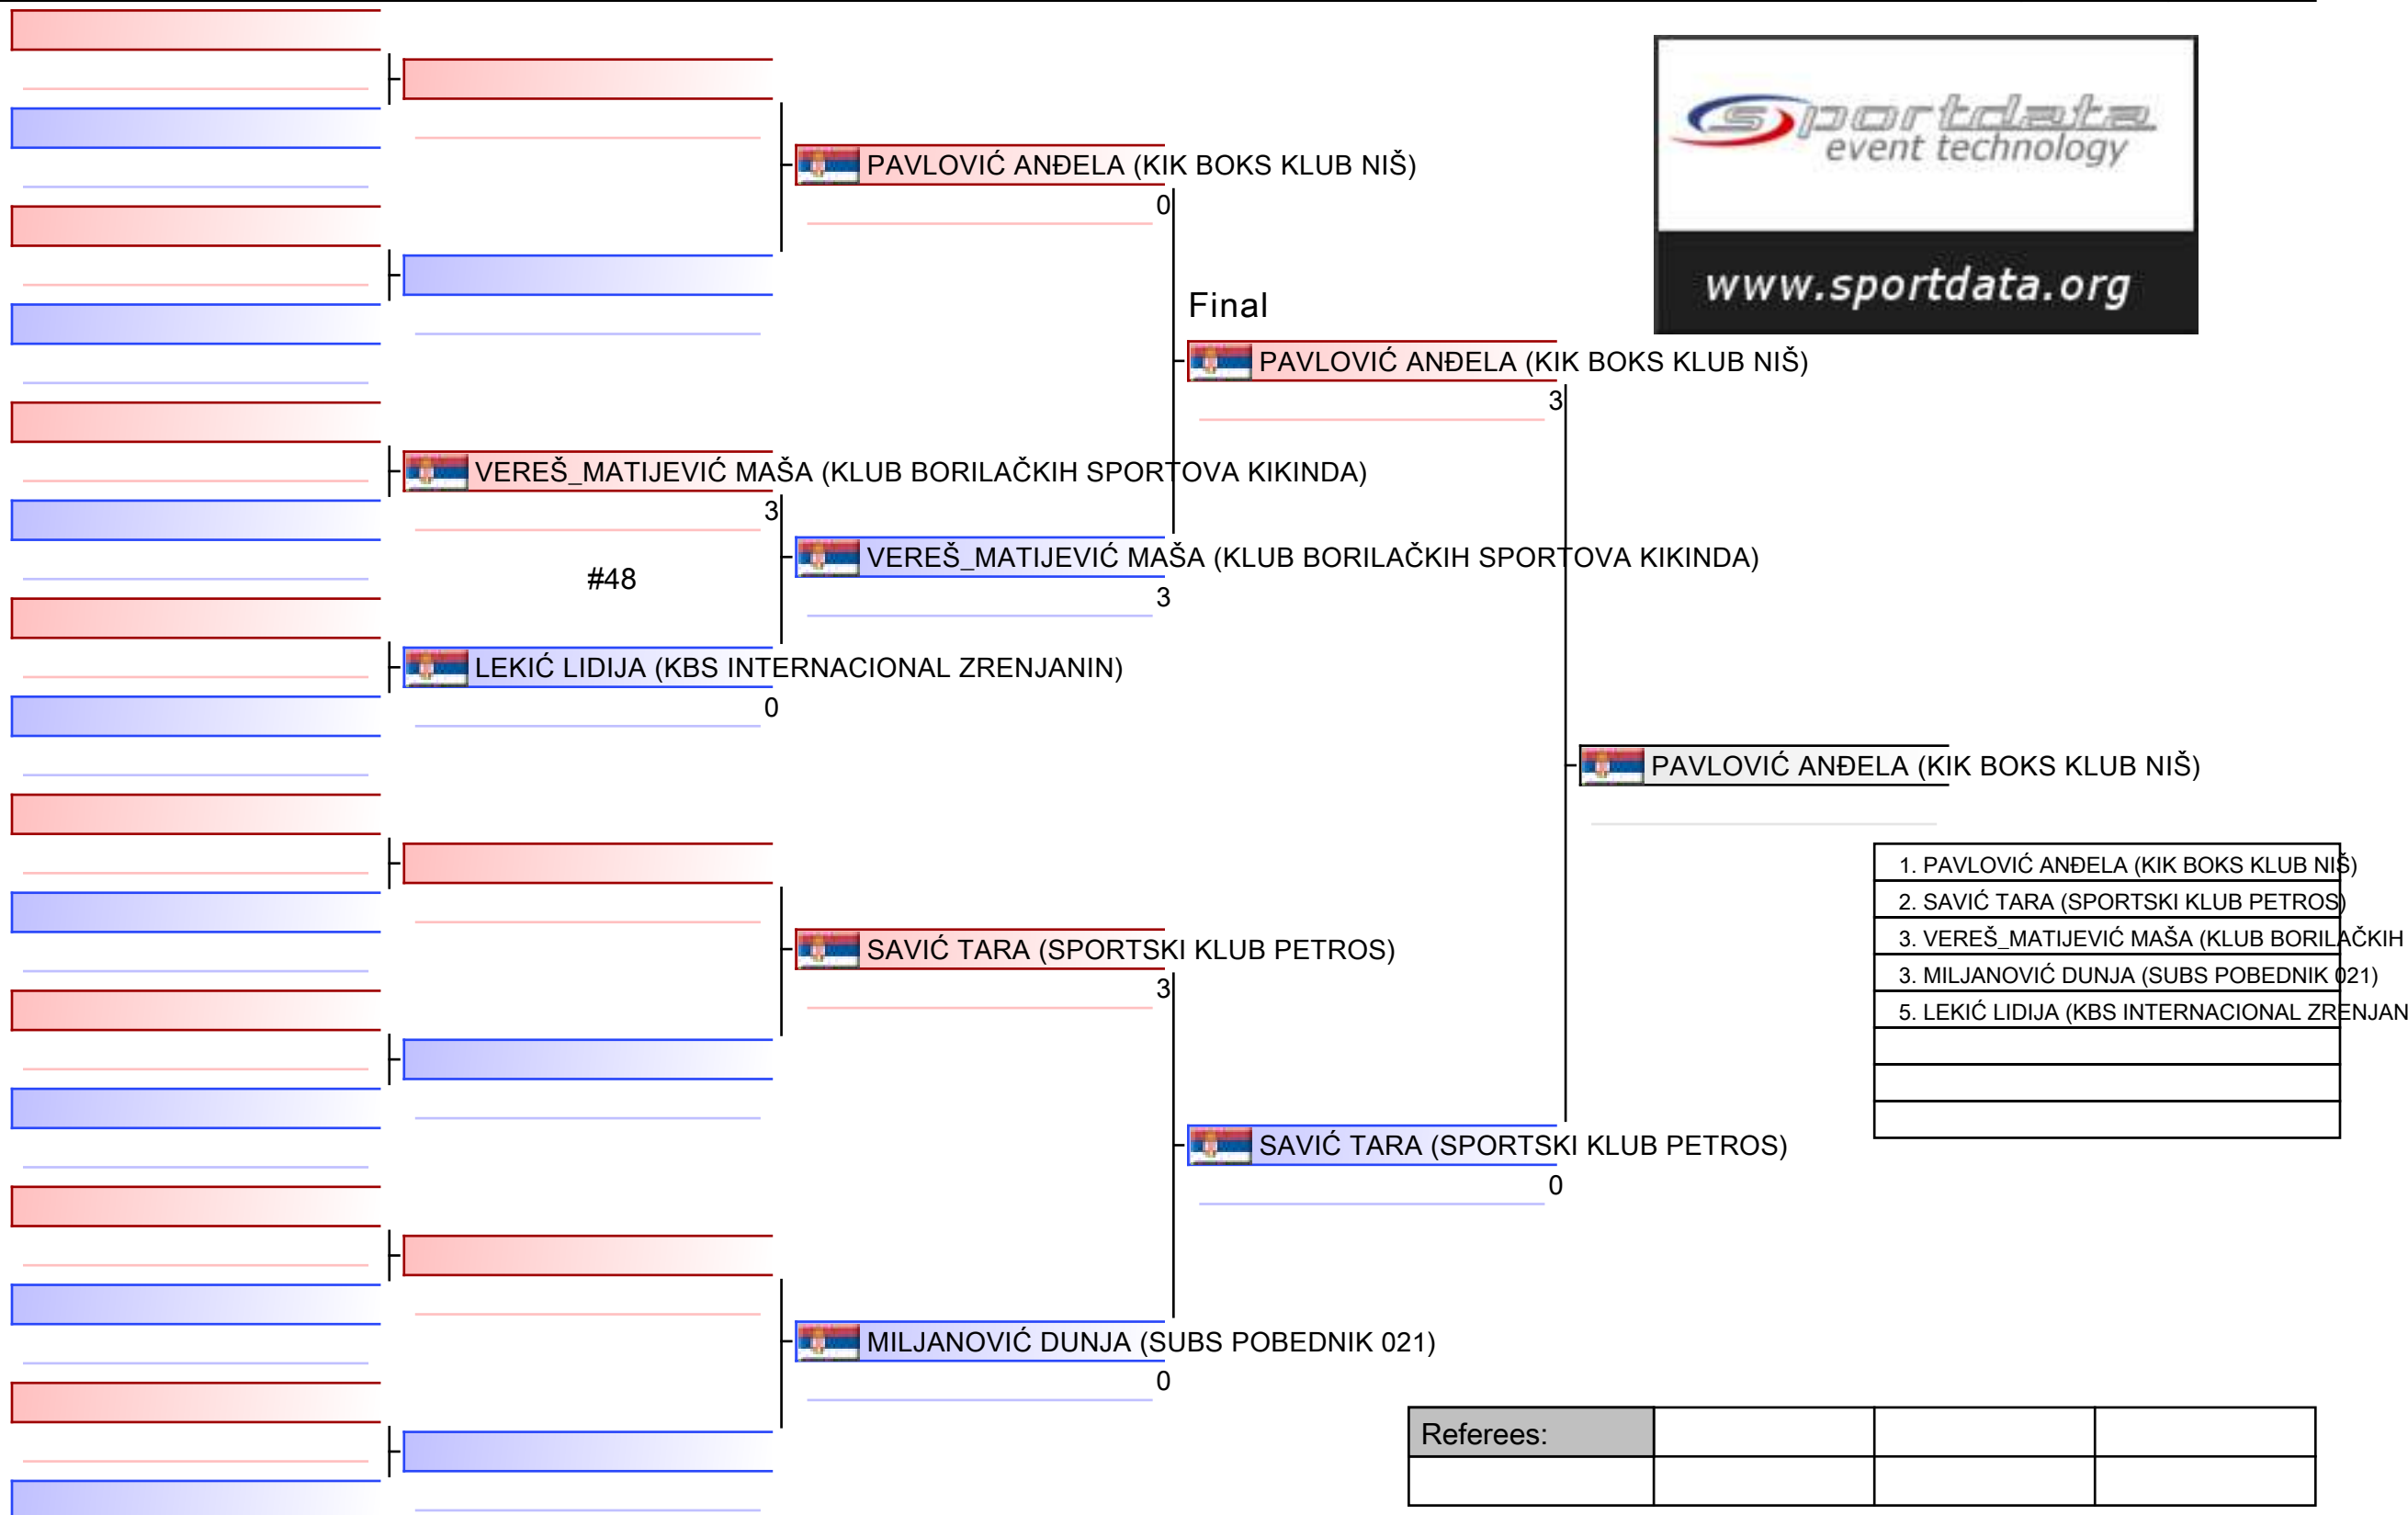 sportdata
event technology
www.sportdata.org
PAVLOVIĆ ANĐELA (KIK BOKS KLUB NIŠ)
0
Final
PAVLOVIĆ ANĐELA (KIK BOKS KLUB NIŠ)
3
VEREŠ_MATIJEVIĆ MAŠA (KLUB BORILAČKIH SPORTOVA KIKINDA)
3
VEREŠ_MATIJEVIĆ MAŠA (KLUB BORILAČKIH SPORTOVA KIKINDA)
#48
3
LEKIĆ LIDIJA (KBS INTERNACIONAL ZRENJANIN)
0
PAVLOVIĆ ANĐELA (KIK BOKS KLUB NIŠ)
1. PAVLOVIĆ ANĐELA (KIK BOKS KLUB NIŠ)
2. SAVIĆ TARA (SPORTSKI KLUB PETROS)
3. VEREŠ_MATIJEVIĆ MAŠA (KLUB BORILAČKIH
3. MILJANOVIĆ DUNJA (SUBS POBEDNIK 021)
5. LEKIĆ LIDIJA (KBS INTERNACIONAL ZRENJAN
SAVIĆ TARA (SPORTSKI KLUB PETROS)
3
SAVIĆ TARA (SPORTSKI KLUB PETROS)
0
MILJANOVIĆ DUNJA (SUBS POBEDNIK 021)
0
Referees: